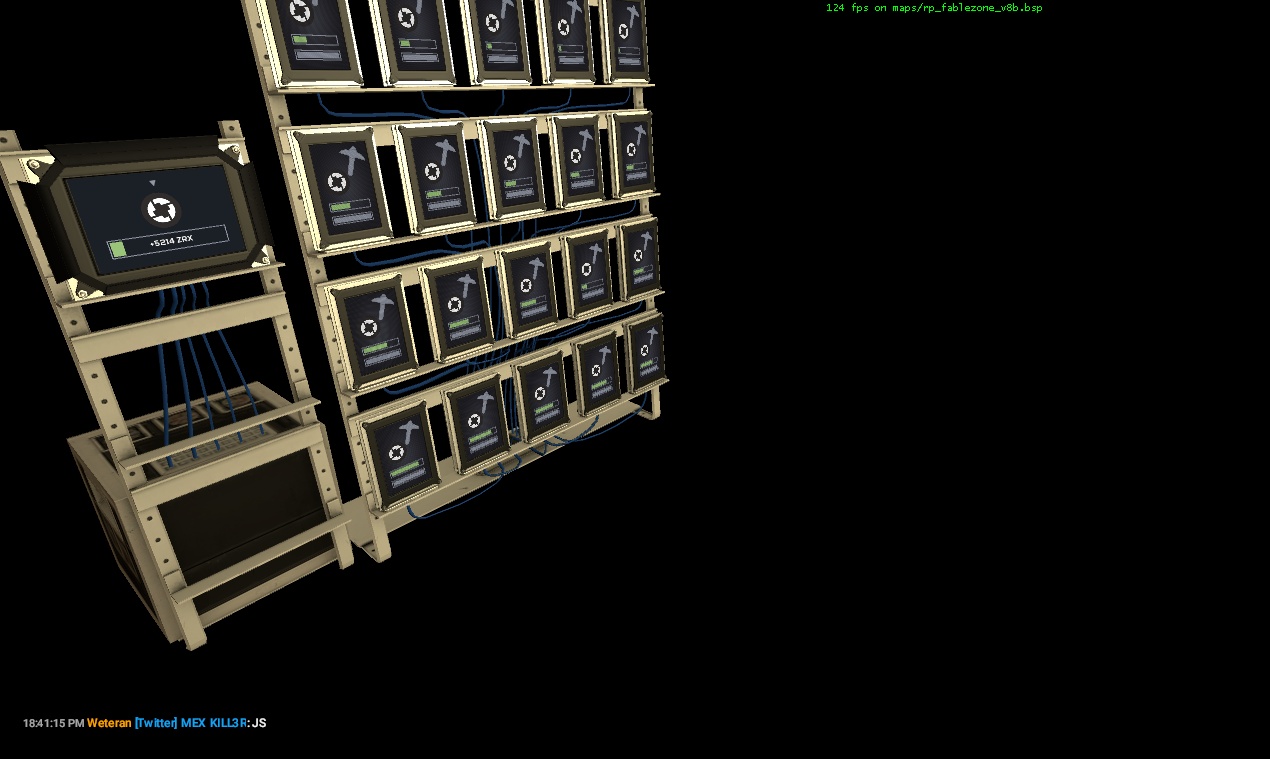 124 fps on maps/rp_fablezone_v8b.bsp
+5214 ZRX
18:41:15 PM Weteran [Twitter] MEX KILL3R: JS